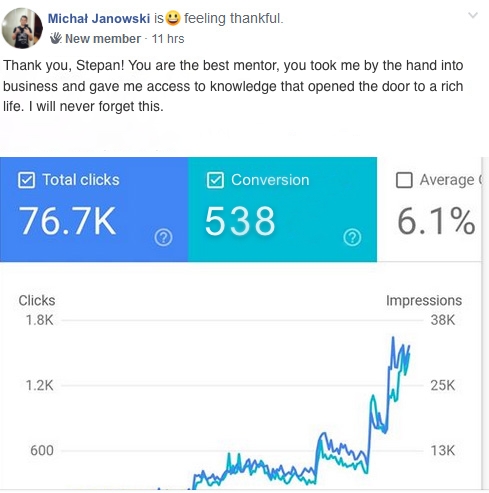 Michał Janowski is😃 feeling thankful.
New member · 11 hrs
Thank you, Stepan! You are the best mentor, you took me by the hand into
business and gave me access to knowledge that opened the door to a rich
life. I will never forget this.
Total clicks
76.7K
Conversion
538
Average
6.1%
Clicks
Impressions
1.8K
38K
1.2K
25K
600
13K